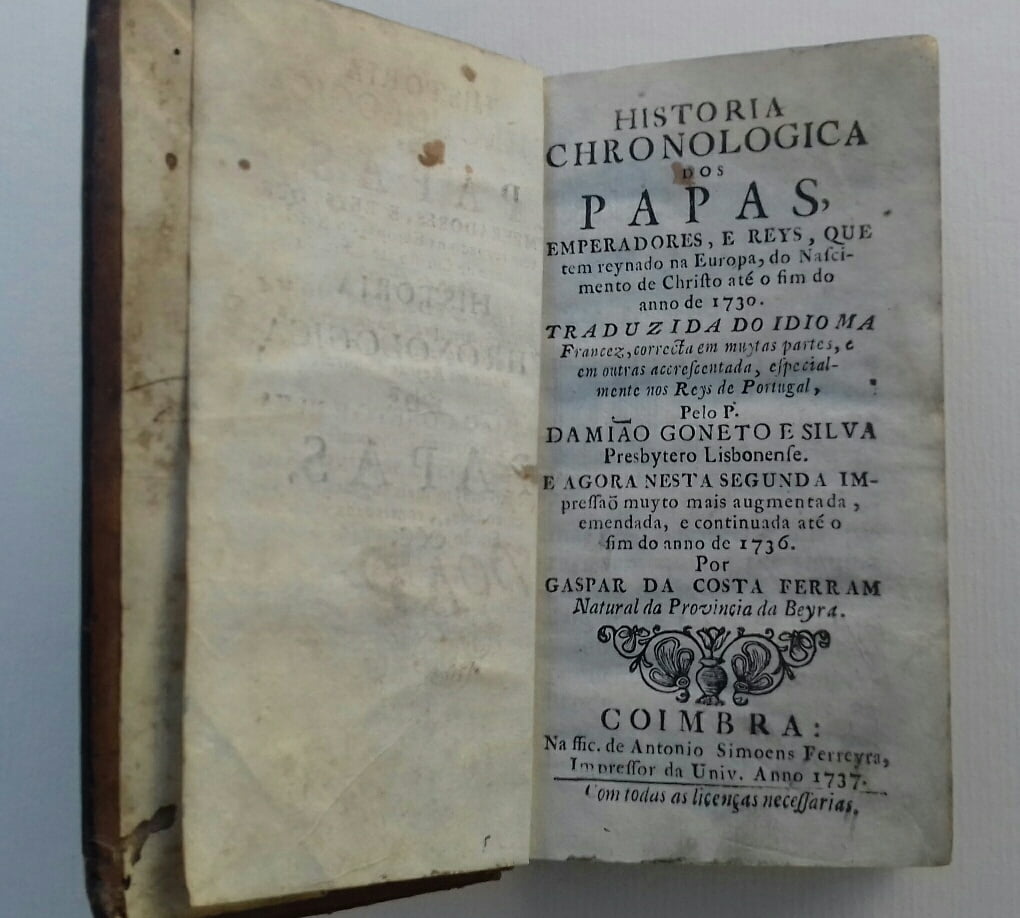 HISTORIA
CHRONOLOGICA
DOS
PAPAS,
EMPERADORES, E REYS, QUE
tem reynado na Europa, do Naſci-
mento de Chriſto até o fim do
anno de 1730.
TRADUZIDA DO IDIOMA
Francez, correcta em muytas partes, e
em outras accreſcentada, eſpecial-
mente nos Reys de Portugal,
Pelo P.
DAMIÃO GONETO E SILVA
Presbytero Lisbonenſe.
E AGORA NESTA SEGUNDA IM-
preſſaõ muyto mais augmentada,
emendada, e continuada até o
fim do anno de 1736.
Por
GASPAR DA COSTA FERRAM
Natural da Provincia da Beyra.
COIMBRA:
Na ffic. de Antonio Simoens Ferreyra,
Impreſſor da Univ. Anno 1737.
Com todas as licenças neceſſarias.